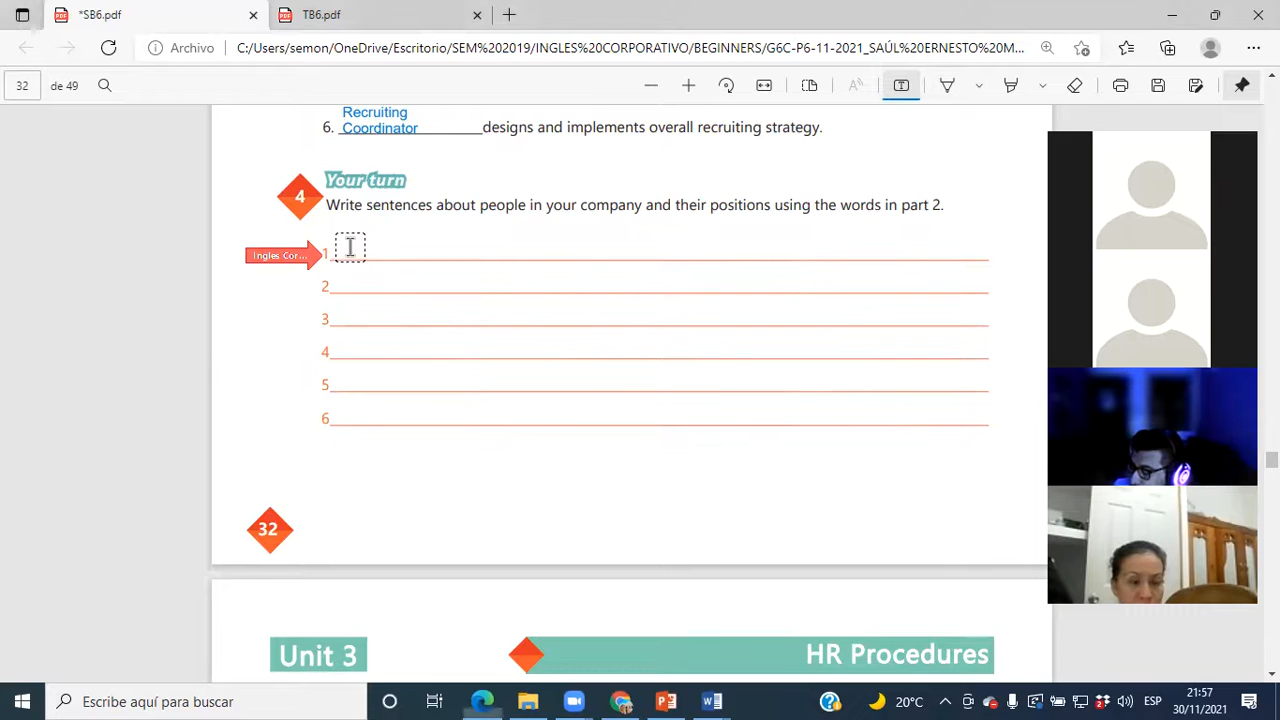 *SB6.pdf
TB6.pdf
Archivo
C:/Users/semon/OneDrive/Escritorio/SEM%202019/INGLES%20CORPORATIVO/BEGINNERS/G6C-P6-11-2021_SAÚL%20ERNESTO%20M...
32 de 49
Recruiting
6. Coordinator designs and implements overall recruiting strategy.
Your turn
4
Write sentences about people in your company and their positions using the words in part 2.
Ingles Cor...
1
2
3
4
5
6
32
Unit 3
HR Procedures
Escribe aquí para buscar
20°C
ESP
21:57
30/11/2021